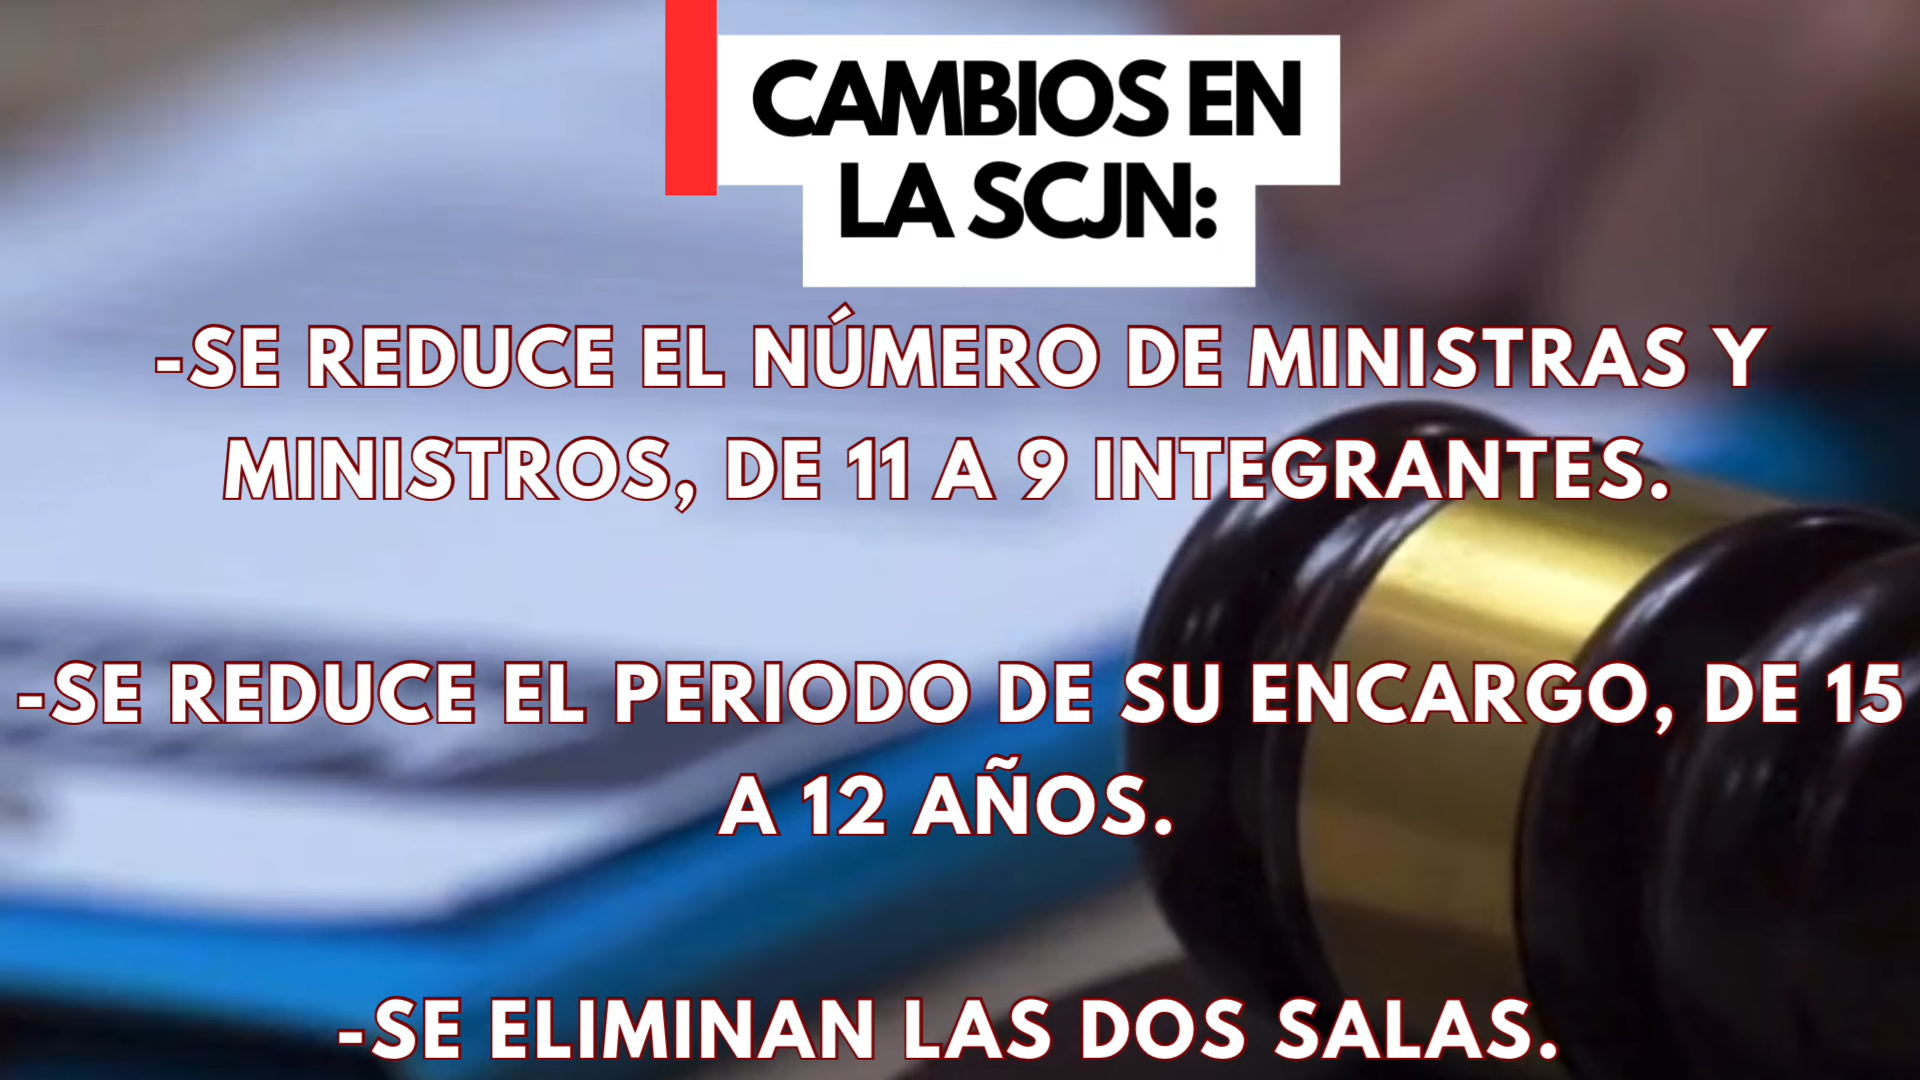 CAMBIOS EN
LA SCJN:
-SE REDUCE EL NÚMERO DE MINISTRAS Y
MINISTROS, DE 11 A 9 INTEGRANTES.
-SE REDUCE EL PERIODO DE SU ENCARGO, DE 15
A 12 AÑOS.
-SE ELIMINAN LAS DOS SALAS.